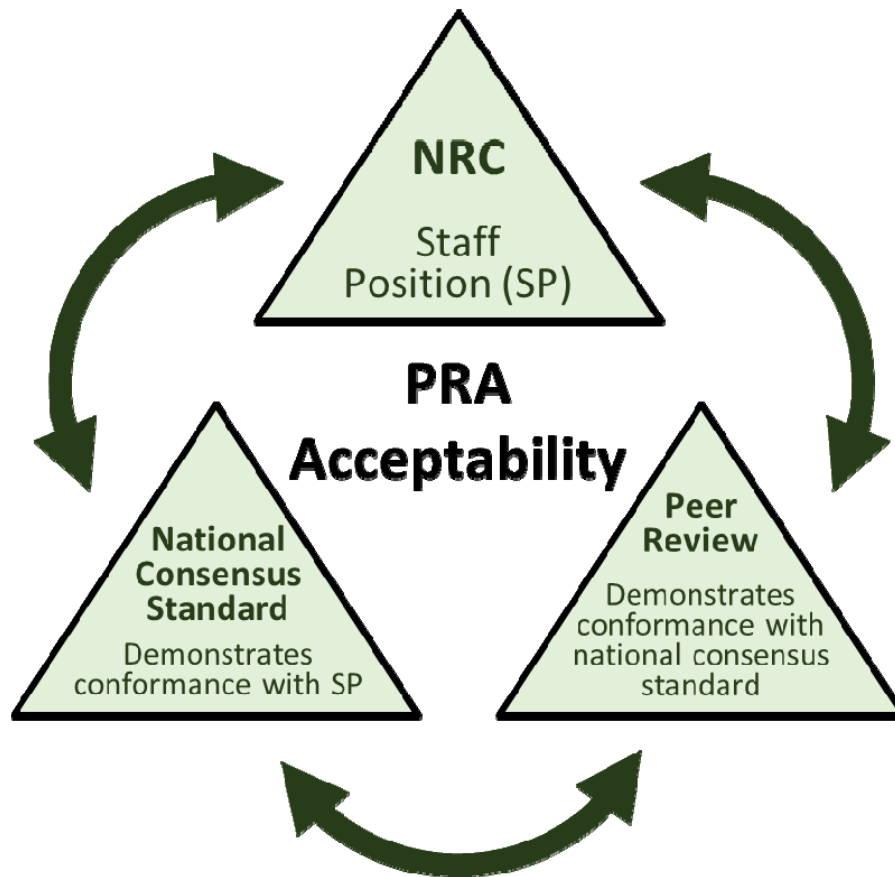 NRC
Staff
Position (SP)
PRA
Acceptability
National
Consensus
Standard
Demonstrates
conformance with SP
Peer
Review
Demonstrates
conformance with
national consensus
standard